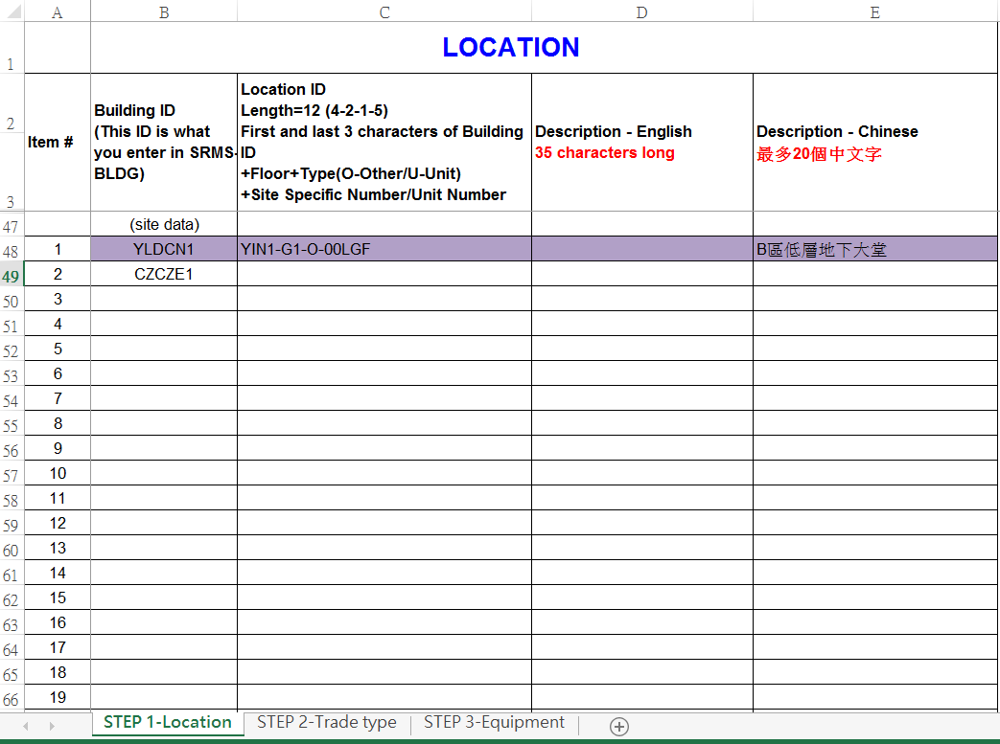 A B C D E
1 LOCATION
2
3
Item #
Building ID
(This ID is what
you enter in SRMS-
BLDG)
Location ID
Length=12 (4-2-1-5)
First and last 3 characters of Building
ID
+Floor+Type(O-Other/U-Unit)
+Site Specific Number/Unit Number
Description - English
35 characters long
Description - Chinese
最多20個中文字
47 (site data)
48 1 YLDCN1 YIN1-G1-O-00LGF B區低層地下大堂
49 2 CZCZE1
50 3
51 4
52 5
53 6
54 7
55 8
56 9
57 10
58 11
59 12
60 13
61 14
62 15
63 16
64 17
65 18
66 19
STEP 1-Location STEP 2-Trade type STEP 3-Equipment